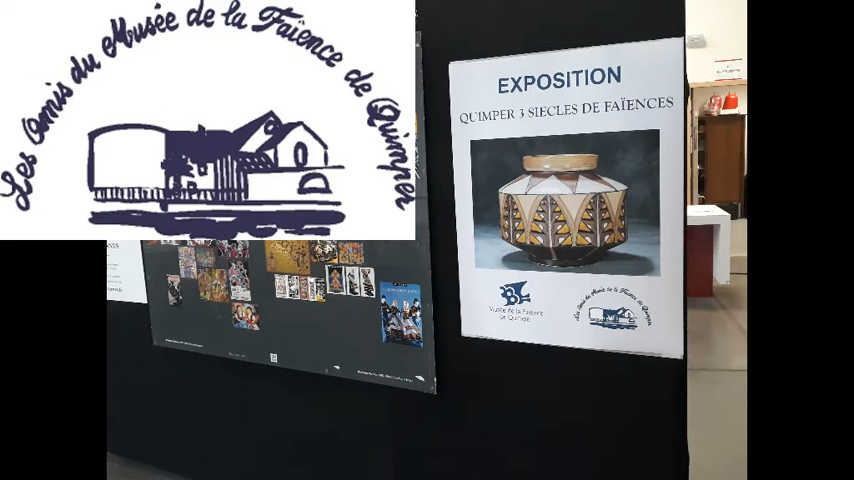 Les Amis du Musée de la Faïence de Quimper
EXPOSITION
QUIMPER 3 SIECLES DE FAÏENCES
Musée de la Faïence
de Quimper
Les Amis du Musée de la Faïence de Quimper